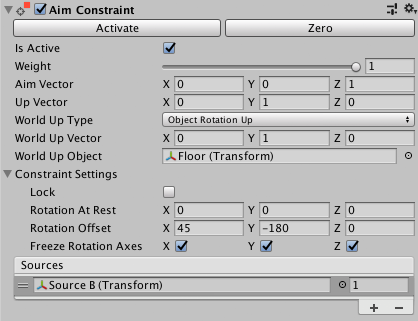 Aim Constraint
Activate Zero
Is Active
Weight 1
Aim Vector X 0 Y 0 Z 1
Up Vector X 0 Y 1 Z 0
World Up Type Object Rotation Up
World Up Vector X 0 Y 1 Z 0
World Up Object Floor (Transform)
Constraint Settings
Lock
Rotation At Rest X 0 Y 0 Z 0
Rotation Offset X 45 Y -180 Z 0
Freeze Rotation Axes X Y Z
Sources
Source B (Transform) 1